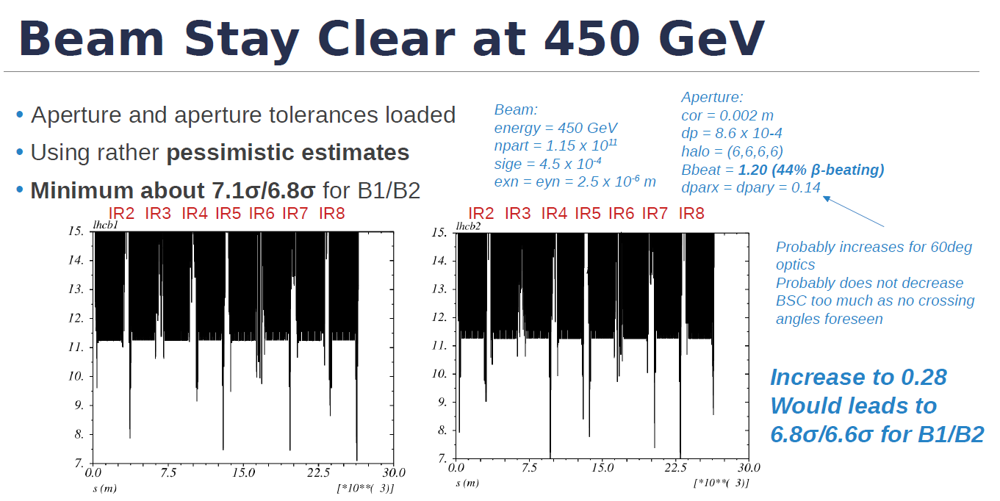 Beam Stay Clear at 450 GeV
• Aperture and aperture tolerances loaded
• Using rather pessimistic estimates
• Minimum about 7.1σ/6.8σ for B1/B2
Beam:
energy = 450 GeV
npart = 1.15 x 10¹¹
sige = 4.5 x 10⁻⁴
exn = eyn = 2.5 x 10⁻⁶ m
Aperture:
cor = 0.002 m
dp = 8.6 x 10-4
halo = (6,6,6,6)
Bbeat = 1.20 (44% β-beating)
dparx = dpary = 0.14
Probably increases for 60deg
optics
Probably does not decrease
BSC too much as no crossing
angles foreseen
Increase to 0.28
Would leads to
6.8σ/6.6σ for B1/B2
IR2 IR3 IR4 IR5 IR6 IR7 IR8
lhcb1
15.
14.
13.
12.
11.
10.
9.
8.
7.
0.0 7.5 15.0 22.5 30.0
s (m) [*10**( 3)]
IR2 IR3 IR4 IR5 IR6 IR7 IR8
lhcb2
15.
14.
13.
12.
11.
10.
9.
8.
7.
0.0 7.5 15.0 22.5 30.0
s (m) [*10**( 3)]